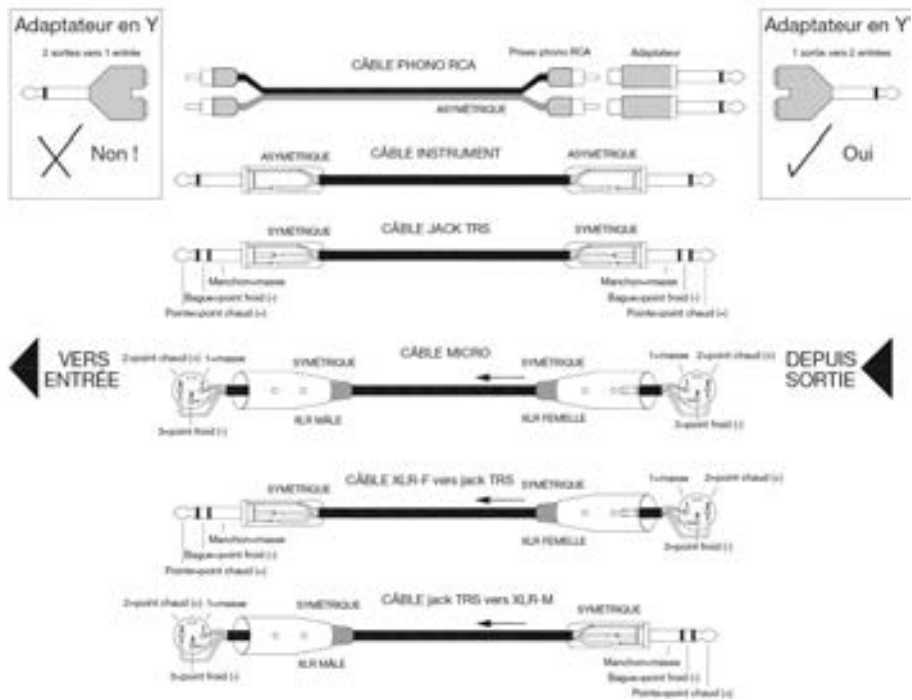 Adaptateur en Y
2 sorties vers 1 entrée
Non !
CÂBLE PHONO RCA
Prises phono RCA
Adaptateur
ASYMÉTRIQUE
Adaptateur en Y
1 sortie vers 2 entrées
Oui
ASYMÉTRIQUE
CÂBLE INSTRUMENT
ASYMÉTRIQUE
SYMÉTRIQUE
CÂBLE JACK TRS
SYMÉTRIQUE
Manchon=masse
Bague=point froid (-)
Pointe=point chaud (+)
Manchon=masse
Bague=point froid (-)
Pointe=point chaud (+)
VERS
ENTRÉE
2=point chaud (+)
1=masse
SYMÉTRIQUE
CÂBLE MICRO
SYMÉTRIQUE
1=masse
2=point chaud (+)
DEPUIS
SORTIE
3=point froid (-)
XLR MÂLE
XLR FEMELLE
3=point froid (-)
SYMÉTRIQUE
CÂBLE XLR-F vers jack TRS
SYMÉTRIQUE
1=masse
2=point chaud (+)
Manchon=masse
Bague=point froid (-)
Pointe=point chaud (+)
XLR FEMELLE
3=point froid (-)
2=point chaud (+)
1=masse
SYMÉTRIQUE
CÂBLE jack TRS vers XLR-M
SYMÉTRIQUE
3=point froid (-)
XLR MÂLE
Manchon=masse
Bague=point froid (-)
Pointe=point chaud (+)